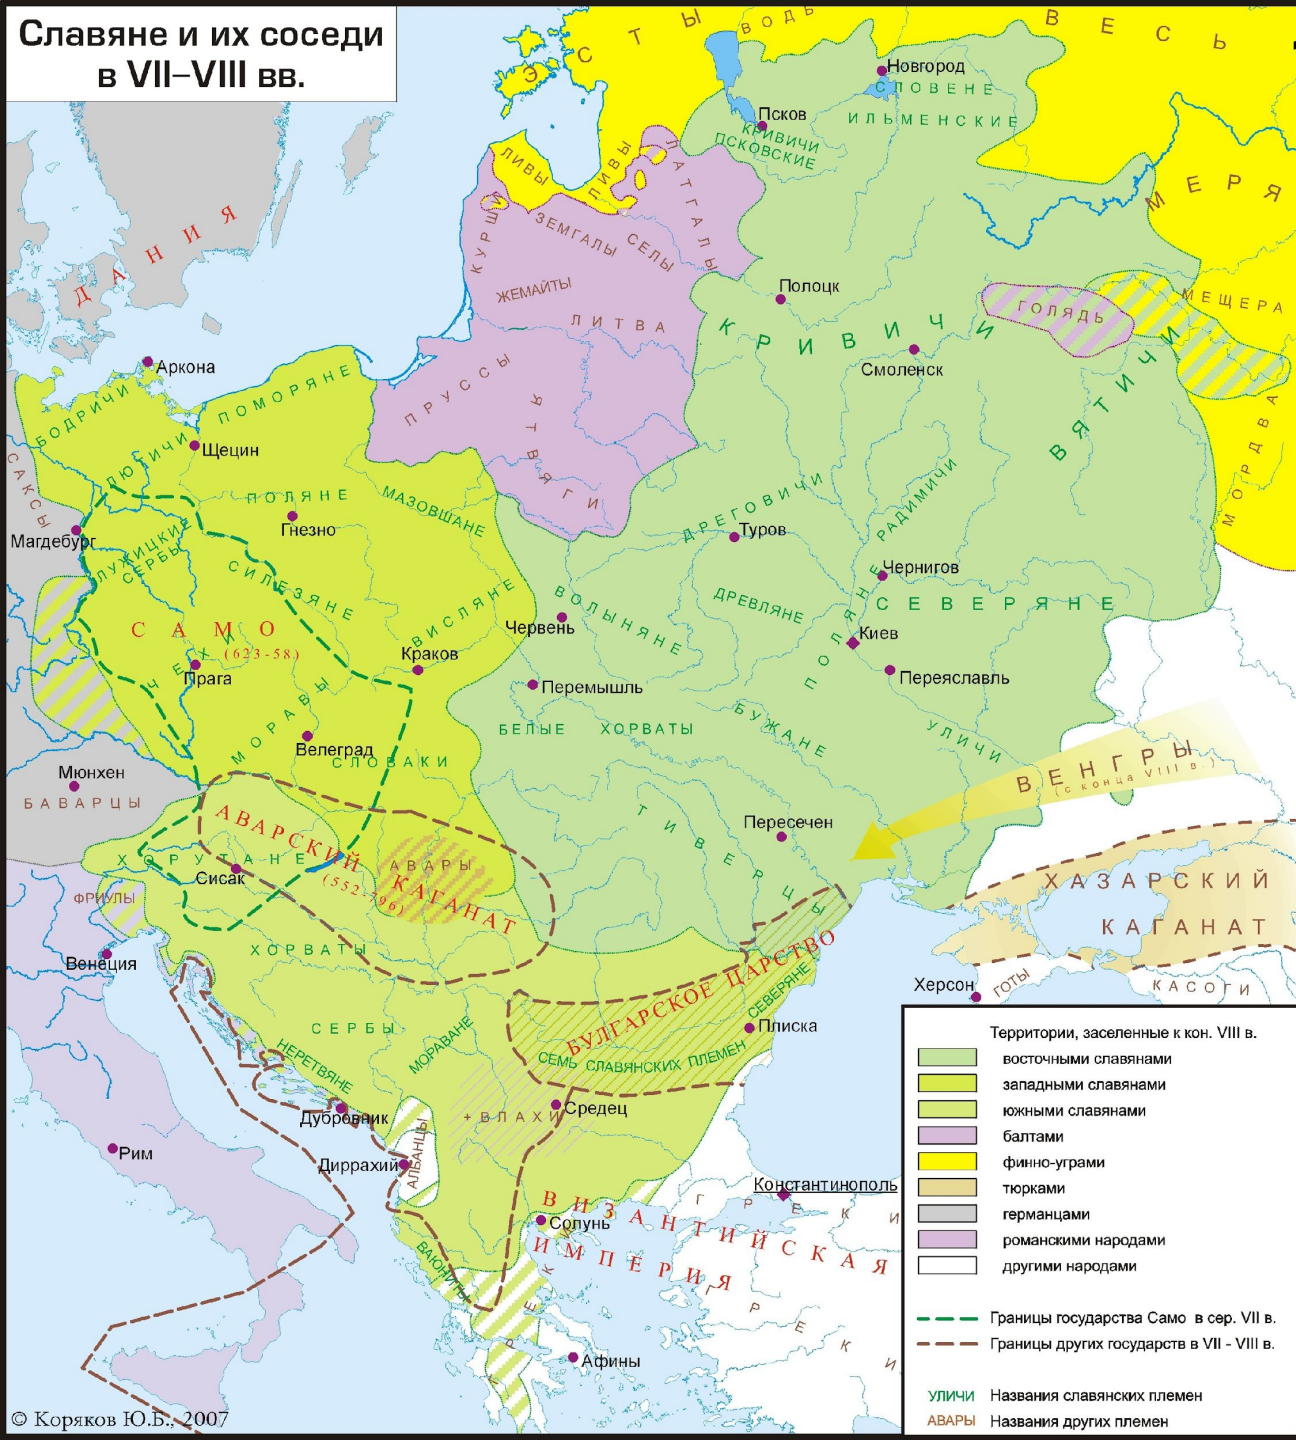 Славяне и их соседи
в VII–VIII вв.
ЭСТЫ
ВОДЬ
ВЕСЬ
Новгород
СЛОВЕНЕ
ИЛЬМЕНСКИЕ
Псков
КРИВИЧИ
ПСКОВСКИЕ
ЛИВЫ
ЛИВЫ
ЛАТГАЛЫ
КУРШИ
ЗЕМГАЛЫ
СЕЛЫ
МЕРЯ
ДАНИЯ
ЖЕМАЙТЫ
ЛИТВА
Полоцк
КРИВИЧИ
ГОЛЯДЬ
МЕЩЕРА
Смоленск
ВЯТИЧИ
МОРДВА
Аркона
ПРУССЫ
ЯТВЯГИ
БОДРИЧИ
ПОМОРЯНЕ
ЛЮТИЧИ
Щецин
САКСЫ
ПОЛЯНЕ
МАЗОВШАНЕ
Гнезно
Магдебург
ЛУЖИЦКИЕ
СЕРБЫ
СИЛЕЗЯНЕ
ДРЕГОВИЧИ
РАДИМИЧИ
Туров
Чернигов
СЕВЕРЯНЕ
ДРЕВЛЯНЕ
ПОЛЯНЕ
Киев
ВОЛЫНЯНЕ
Червень
ВИСЛЯНЕ
Краков
САМО
(623-58.)
ЧЕХИ
Прага
Перемышль
Переяславль
МОРАВЫ
Велеград
СЛОВАКИ
БЕЛЫЕ ХОРВАТЫ
БУЖАНЕ
УЛИЧИ
ВЕНГРЫ
(с конца VIII в.)
Мюнхен
БАВАРЦЫ
АВАРСКИЙ
КАГАНАТ
(552-796)
АВАРЫ
ХОРУТАНЕ
Сисак
ТИВЕРЦЫ
Пересечен
ХАЗАРСКИЙ
КАГАНАТ
ФРИУЛЫ
Венеция
ХОРВАТЫ
БУЛГАРСКОЕ ЦАРСТВО
СЕВЕРЯНЕ
Херсон
ГОТЫ
КАСОГИ
СЕРБЫ
МОРАВАНЕ
Плиска
СЕМЬ СЛАВЯНСКИХ ПЛЕМЕН
НЕРЕТВЯНЕ
Дубровник
+ВЛАХИ
Средец
Рим
Диррахий
АЛБАНЦЫ
Константинополь
ВИЗАНТИЙСКАЯ
ИМПЕРИЯ
ГРЕКИ
Солунь
ВАЮНИТЫ
ГРЕКИ
ГРЕКИ
Афины
Территории, заселенные к кон. VIII в.
восточными славянами
западными славянами
южными славянами
балтами
финно-уграми
тюрками
германцами
романскими народами
другими народами
Границы государства Само в сер. VII в.
Границы других государств в VII - VIII в.
УЛИЧИ Названия славянских племен
АВАРЫ Названия других племен
© Коряков Ю.Б., 2007